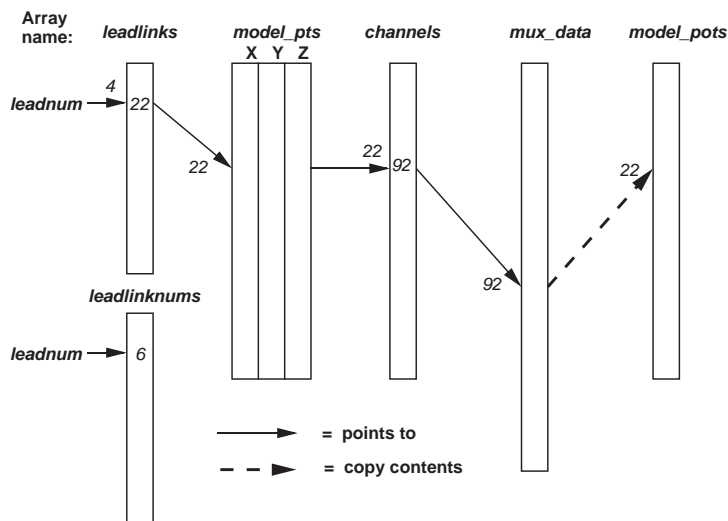 Array
name:
leadlinks
model_pts
channels
mux_data
model_pots
X Y Z
4
leadnum
22
22
22
92
22
92
leadlinknums
leadnum
6
= points to
= copy contents